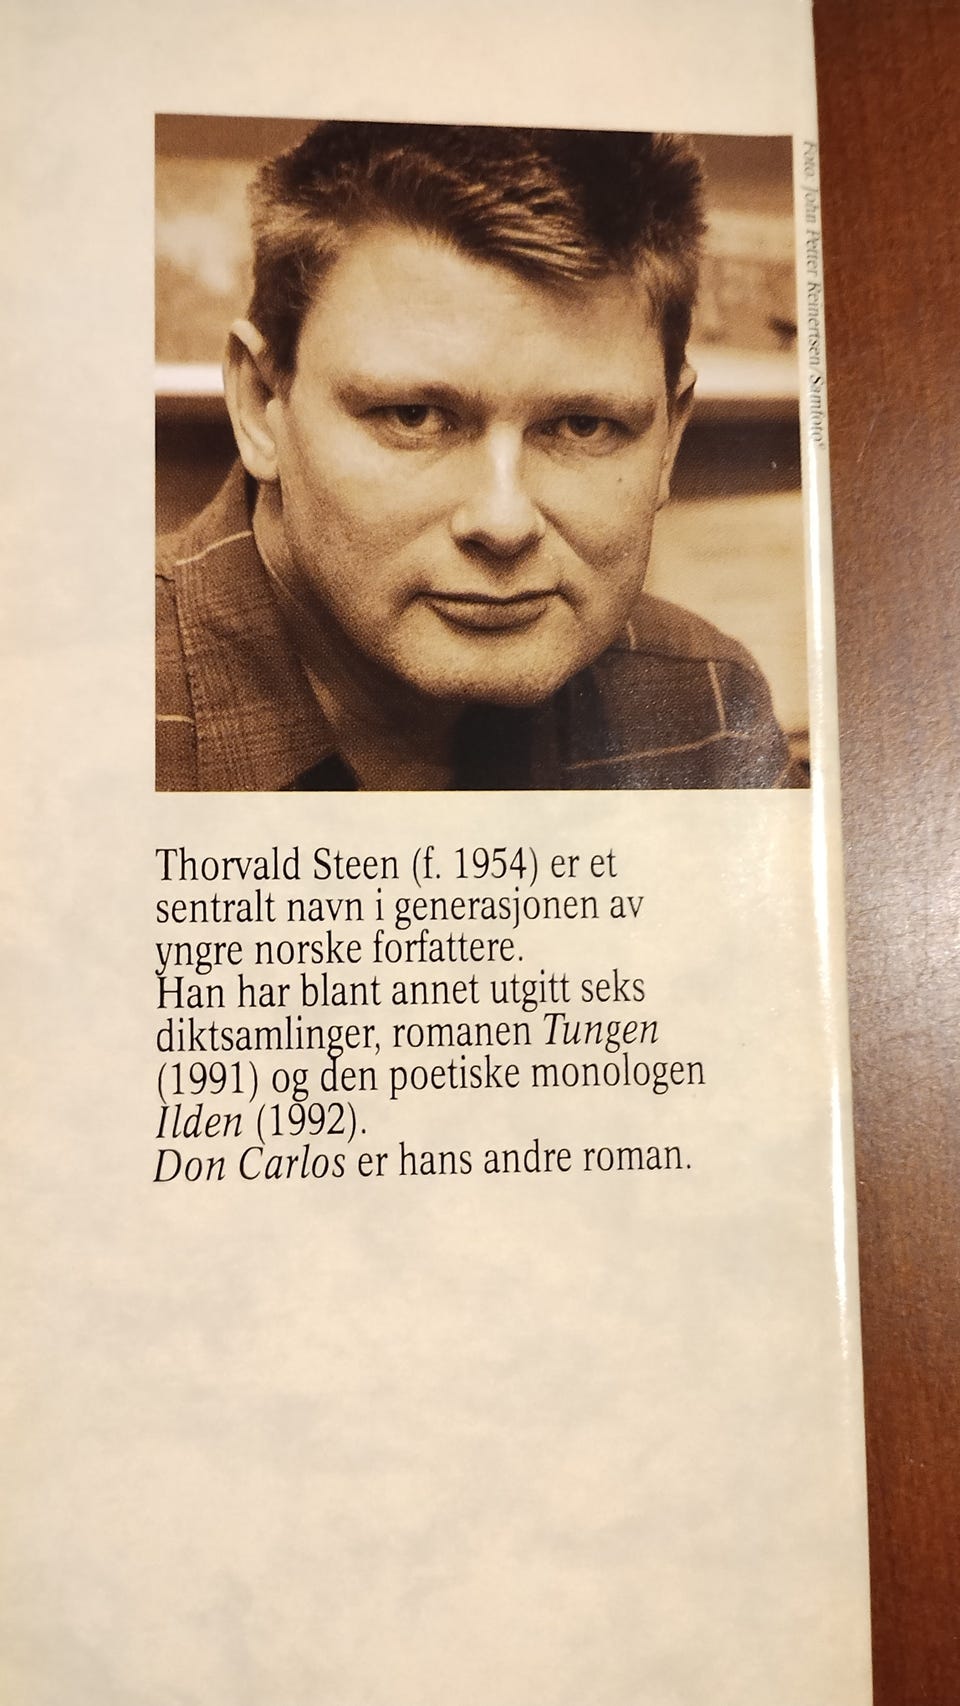 Foto: John Petter Reinertsen/Samfoto
Thorvald Steen (f. 1954) er et
sentralt navn i generasjonen av
yngre norske forfattere.
Han har blant annet utgitt seks
diktsamlinger, romanen Tungen
(1991) og den poetiske monologen
Ilden (1992).
Don Carlos er hans andre roman.